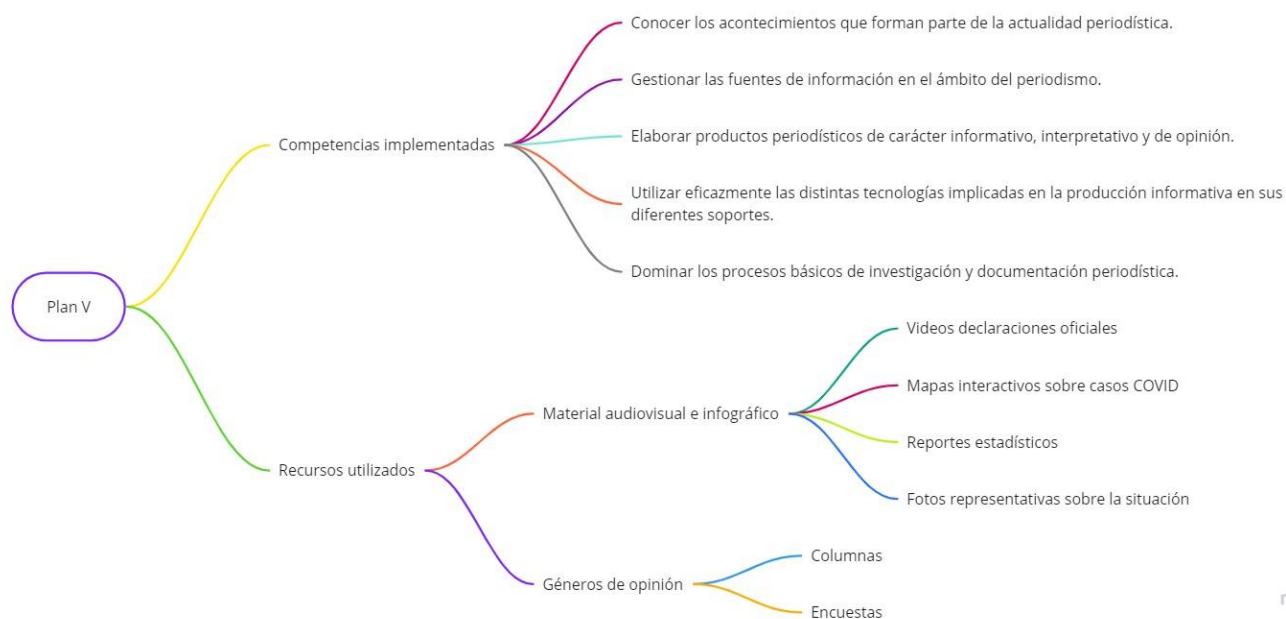 Plan V
Competencias implementadas
Conocer los acontecimientos que forman parte de la actualidad periodística.
Gestionar las fuentes de información en el ámbito del periodismo.
Elaborar productos periodísticos de carácter informativo, interpretativo y de opinión.
Utilizar eficazmente las distintas tecnologías implicadas en la producción informativa en sus
diferentes soportes.
Dominar los procesos básicos de investigación y documentación periodística.
Recursos utilizados
Material audiovisual e infográfico
Videos declaraciones oficiales
Mapas interactivos sobre casos COVID
Reportes estadísticos
Fotos representativas sobre la situación
Géneros de opinión
Columnas
Encuestas